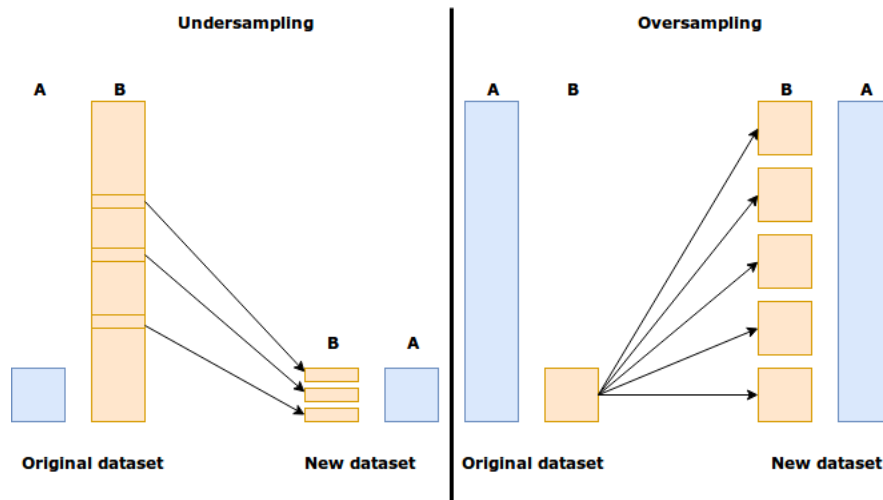 Undersampling
A
B
B
A
Original dataset
New dataset
Oversampling
A
B
B
A
Original dataset
New dataset